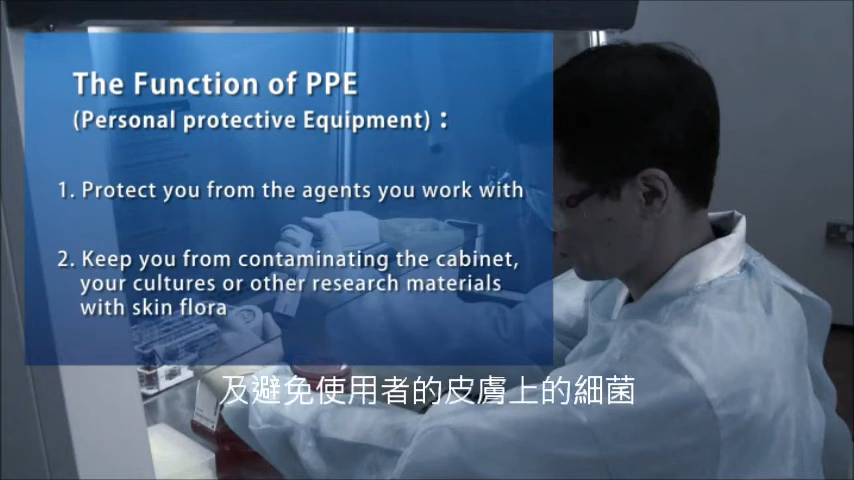 The Function of PPE
(Personal protective Equipment)：
1. Protect you from the agents you work with
2. Keep you from contaminating the cabinet,
your cultures or other research materials
with skin flora
及避免使用者的皮膚上的細菌